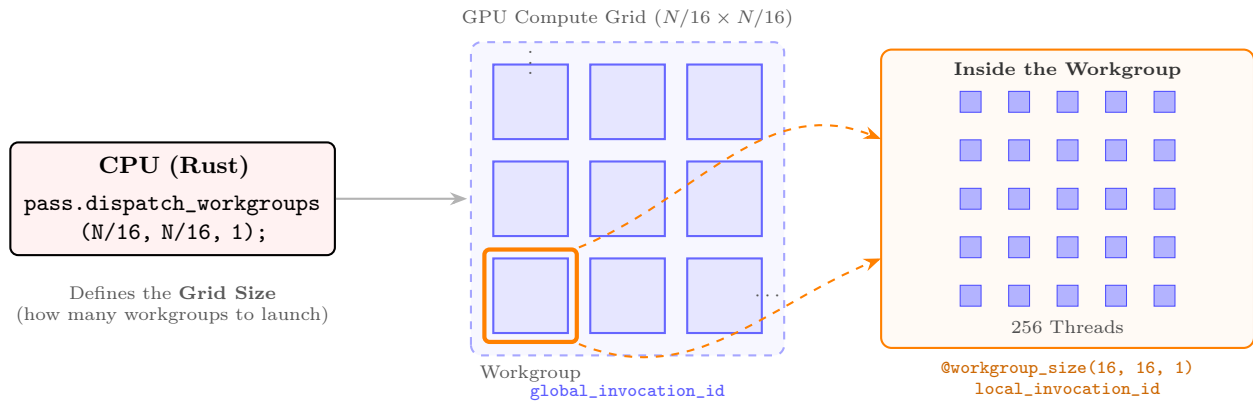 GPU Compute Grid (N/16 × N/16)
CPU (Rust)
pass.dispatch_workgroups
(N/16, N/16, 1);
Defines the Grid Size
(how many workgroups to launch)
Workgroup
global_invocation_id
Inside the Workgroup
256 Threads
@workgroup_size(16, 16, 1)
local_invocation_id